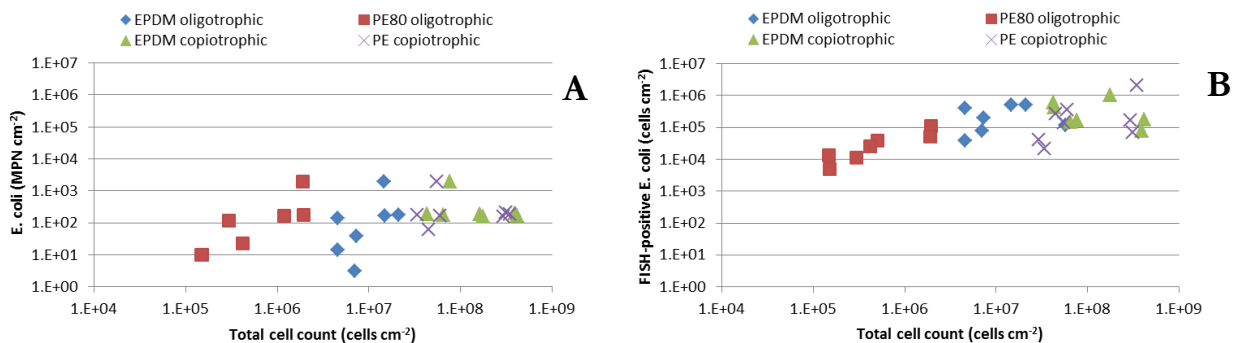 EPDM oligotrophic PE80 oligotrophic
EPDM copiotrophic PE copiotrophic
A
E. coli (MPN cm-2)
1.E+07
1.E+06
1.E+05
1.E+04
1.E+03
1.E+02
1.E+01
1.E+00
1.E+04 1.E+05 1.E+06 1.E+07 1.E+08 1.E+09
Total cell count (cells cm-2)
EPDM oligotrophic PE80 oligotrophic
EPDM copiotrophic PE copiotrophic
B
FISH-positive E. coli (cells cm-2)
1.E+07
1.E+06
1.E+05
1.E+04
1.E+03
1.E+02
1.E+01
1.E+00
1.E+04 1.E+05 1.E+06 1.E+07 1.E+08 1.E+09
Total cell count (cells cm-2)